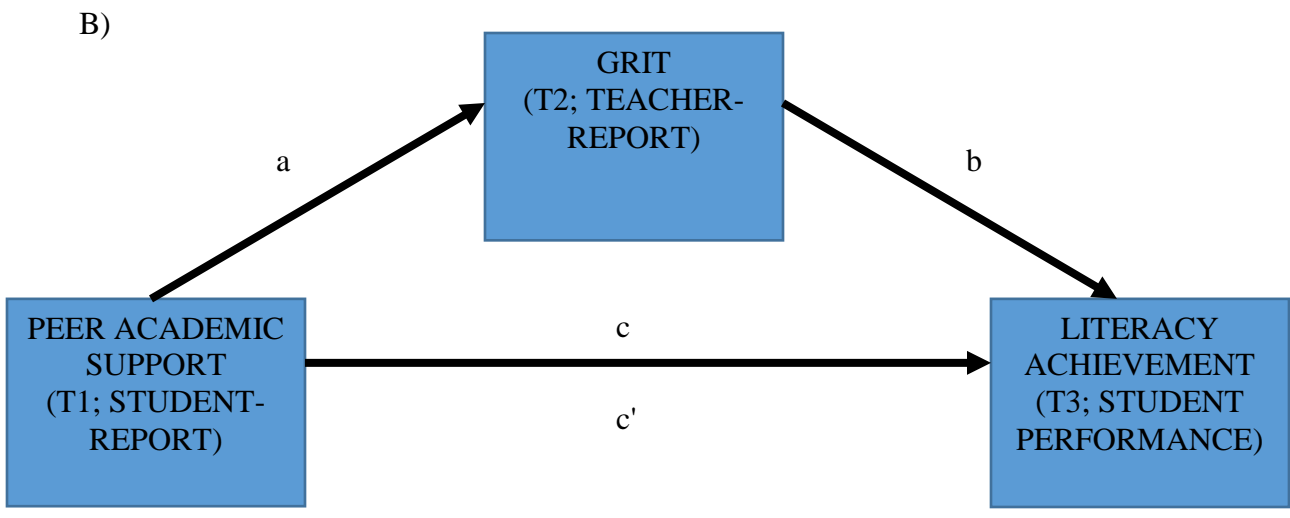 B)
GRIT
(T2; TEACHER-
REPORT)
a
b
PEER ACADEMIC
SUPPORT
(T1; STUDENT-
REPORT)
c
c'
LITERACY
ACHIEVEMENT
(T3; STUDENT
PERFORMANCE)